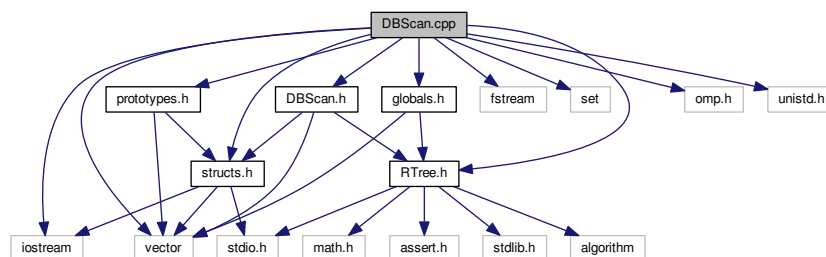 DBScan.cpp
prototypes.h
DBScan.h
globals.h
fstream
set
omp.h
unistd.h
structs.h
RTree.h
iostream
vector
stdio.h
math.h
assert.h
stdlib.h
algorithm